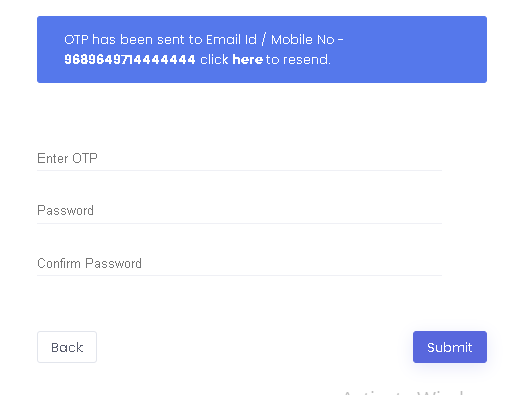 OTP has been sent to Email Id / Mobile No -
9689649714444444 click here to resend.
Enter OTP
Password
Confirm Password
Back
Submit